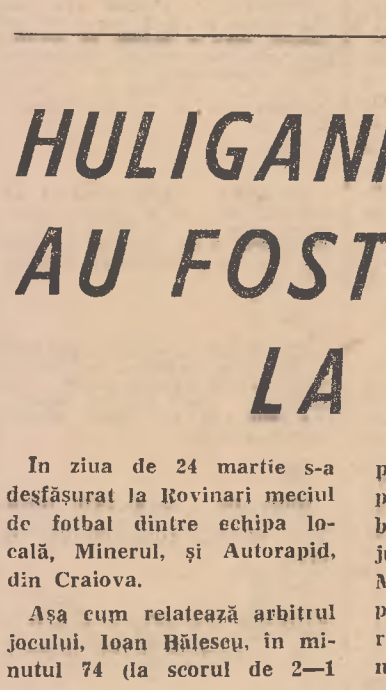 HULIGANI
AU FOST
LA
In ziua de 24 martie s-a
desfășurat la Rovinari meciul
de fotbal dintre echipa lo-
cală, Minerul, și Autorapid,
din Craiova.
Așa cum relatează arbitrul
jocului, Ioan Bălescu, în mi-
nutul 74 (la scorul de 2—1